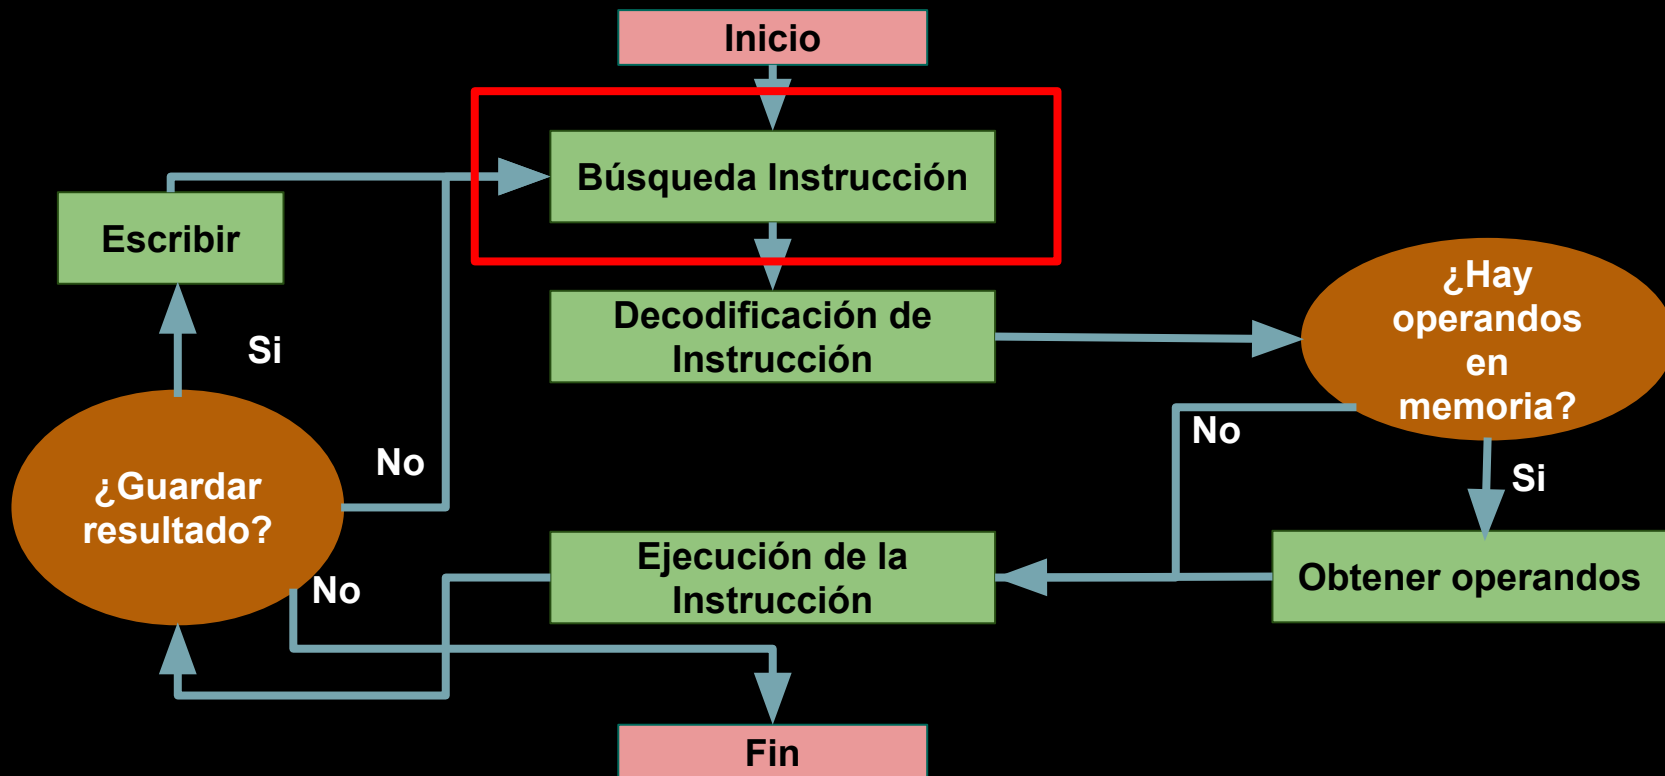 Inicio
Búsqueda Instrucción
Escribir
Decodificación de
Instrucción
¿Hay
operandos
en
memoria?
Si
No
No
Si
¿Guardar
resultado?
Ejecución de la
Instrucción
Obtener operandos
No
Fin